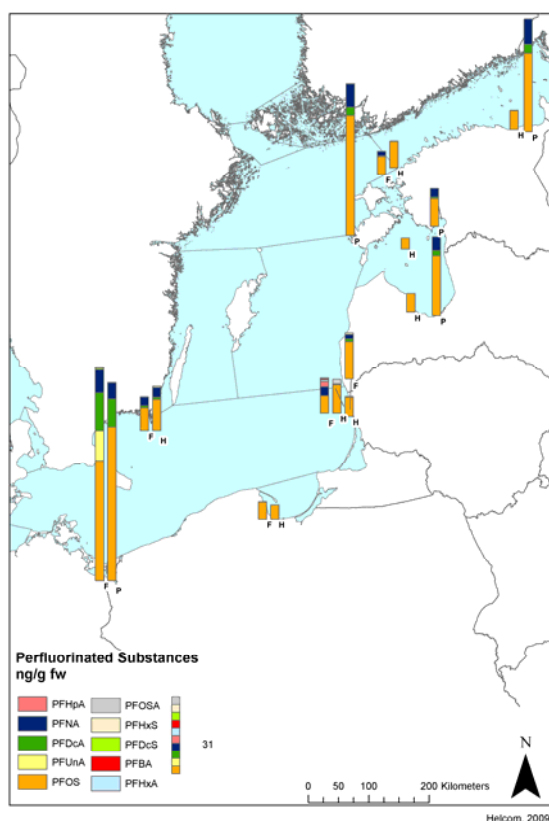 H
P
F
H
P
P
H
H
P
F
F
H
H
F
H
F
H
F
P
Perfluorinated Substances
ng/g fw
PFHpA PFOSA
PFNA PFHxS
PFDcA PFDcS
PFUnA PFBA
PFOS PFHxA
31
N
0 50 100 200 Kilometers
Helcom, 2009